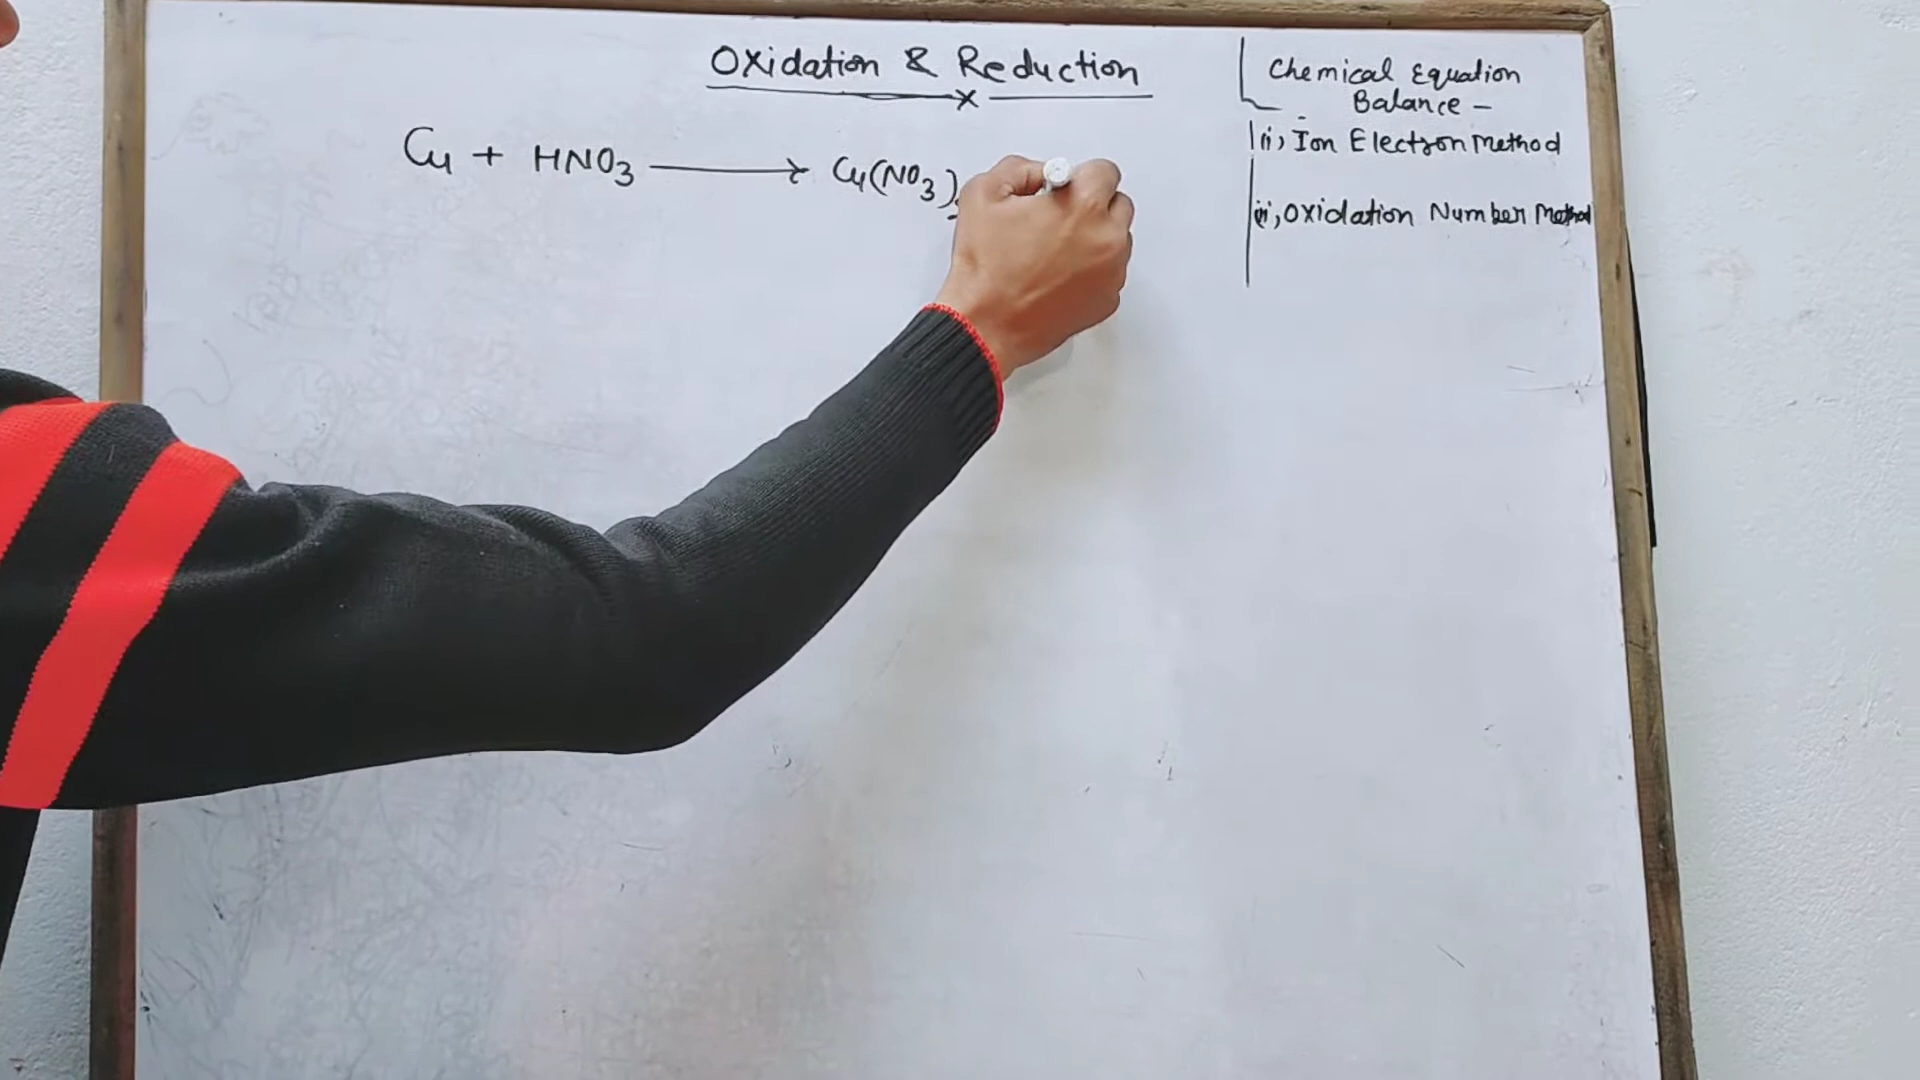 Oxidation & Reduction
Cu + HNO3 → Cu(NO3)
Chemical Equation
Balance -
(i), Ion Electron Method
(ii), Oxidation Number Method